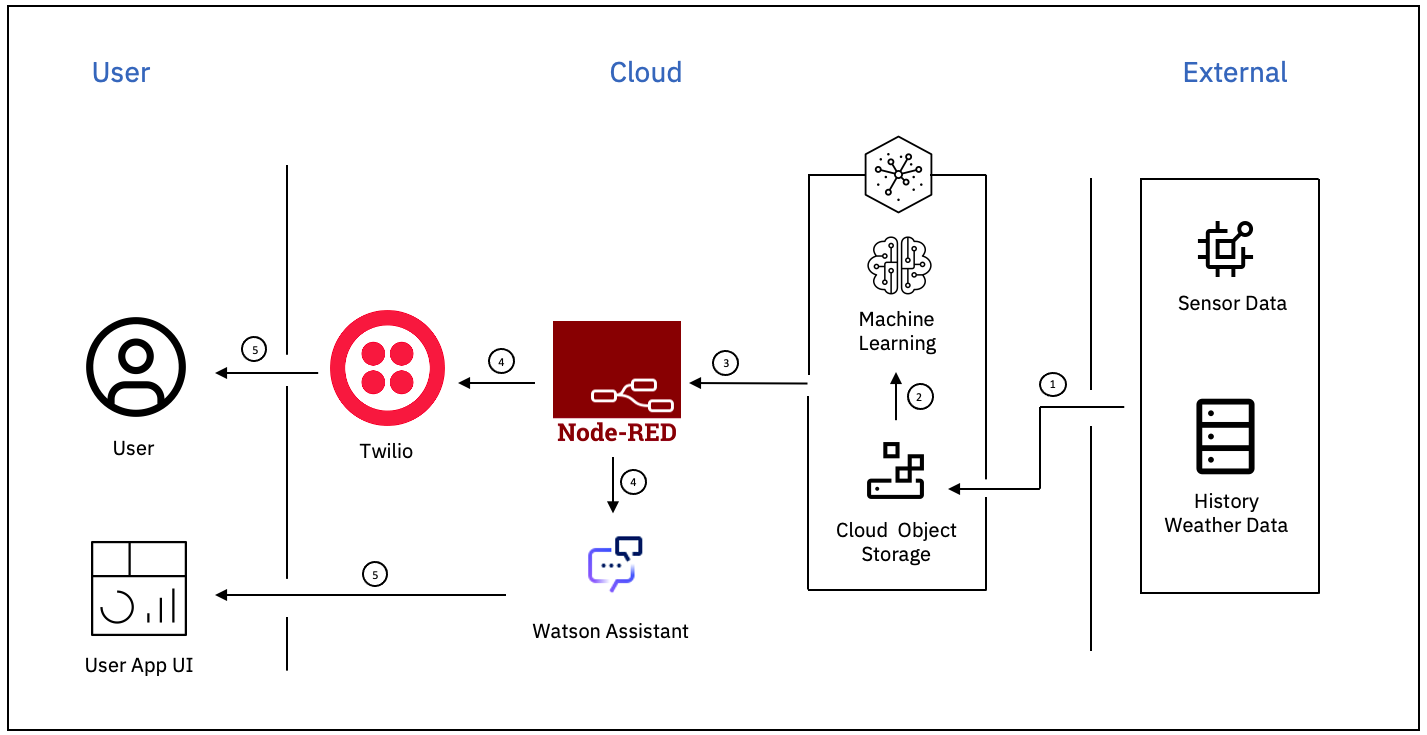 User
Cloud
External
Sensor Data
Machine
Learning
5
4
3
2
1
Node-RED
User
Twilio
4
History
Weather Data
Cloud Object
Storage
5
Watson Assistant
User App UI